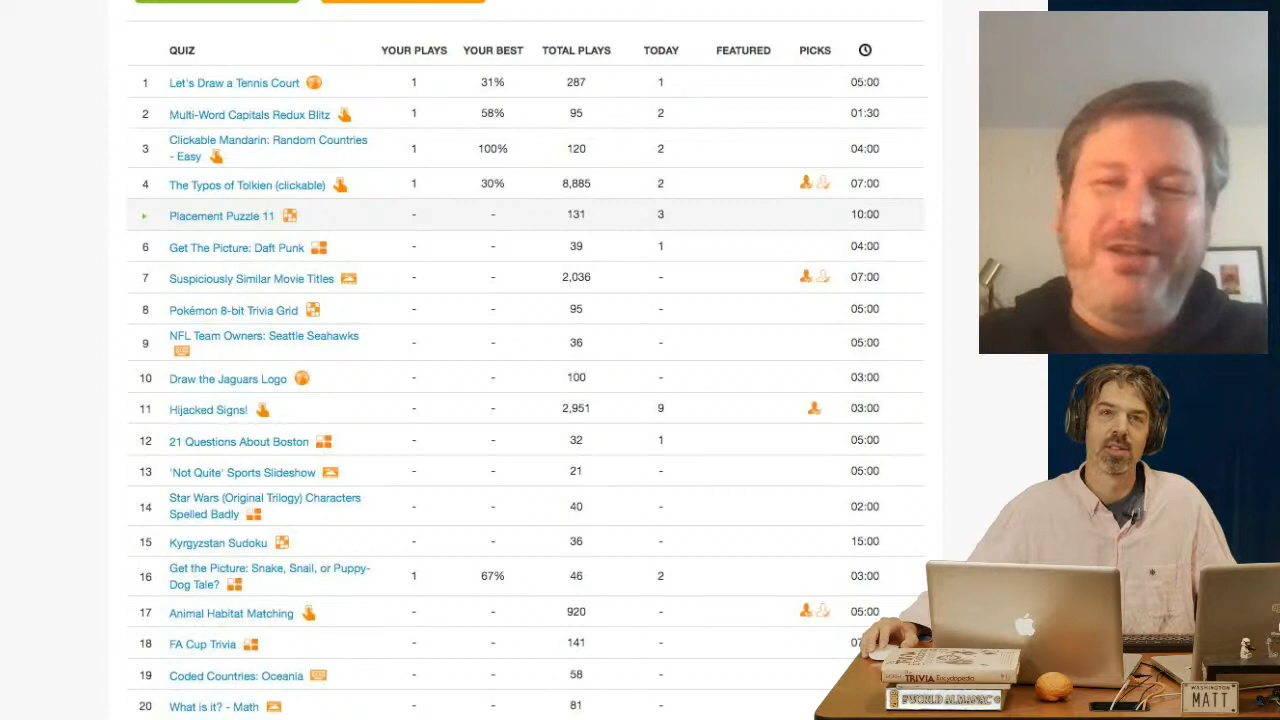 QUIZ YOUR PLAYS YOUR BEST TOTAL PLAYS TODAY FEATURED PICKS
1 Let's Draw a Tennis Court 1 31% 287 1 05:00
2 Multi-Word Capitals Redux Blitz 1 58% 95 2 01:30
3 Clickable Mandarin: Random Countries
- Easy 1 100% 120 2 04:00
4 The Typos of Tolkien (clickable) 1 30% 8,885 2 07:00
Placement Puzzle 11 - - 131 3 10:00
6 Get The Picture: Daft Punk - - 39 1 04:00
7 Suspiciously Similar Movie Titles - - 2,036 - 07:00
8 Pokémon 8-bit Trivia Grid - - 95 - 05:00
9 NFL Team Owners: Seattle Seahawks - - 36 - 05:00
10 Draw the Jaguars Logo - - 100 - 03:00
11 Hijacked Signs! - - 2,951 9 03:00
12 21 Questions About Boston - - 32 1 05:00
13 'Not Quite' Sports Slideshow - - 21 - 05:00
14 Star Wars (Original Trilogy) Characters
Spelled Badly - - 40 - 02:00
15 Kyrgyzstan Sudoku - - 36 - 15:00
16 Get the Picture: Snake, Snail, or Puppy-
Dog Tale? 1 67% 46 2 03:00
17 Animal Habitat Matching - - 920 - 05:00
18 FA Cup Trivia - - 141 -
19 Coded Countries: Oceania - - 58 -
20 What is it? - Math - - 81 -
TRIVIA Encyclopedia
WORLD ALMANAC
WASHINGTON
MATT